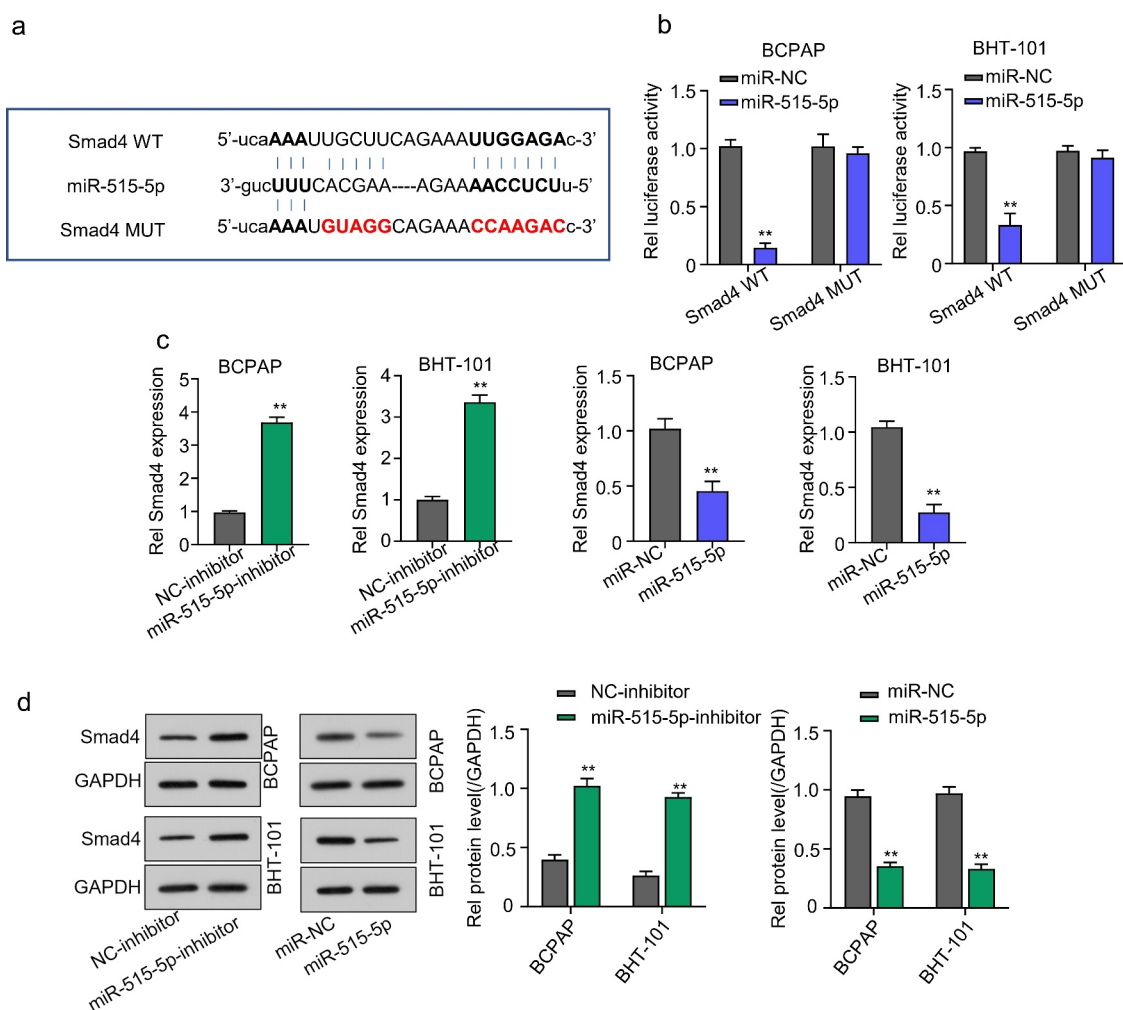 a
Smad4 WT 5’-ucaAAAUUGCUUCAGAAAUUGGAGAc-3’
miR-515-5p 3’-gucUUUCACGAA----AGAAAAACCUCUu-5’
Smad4 MUT 5’-ucaAAAUGUAGGCAGAAACCAAGACc-3’
b
BCPAP
miR-NC
miR-515-5p
Rel luciferase activity
1.5
1.0
0.5
0
**
Smad4 WT
Smad4 MUT
BHT-101
miR-NC
miR-515-5p
Rel luciferase activity
1.5
1.0
0.5
0
**
Smad4 WT
Smad4 MUT
c
BCPAP
Rel Smad4 expression
5
4
3
2
1
0
**
NC-inhibitor
miR-515-5p-inhibitor
BHT-101
Rel Smad4 expression
4
3
2
1
0
**
NC-inhibitor
miR-515-5p-inhibitor
BCPAP
Rel Smad4 expression
1.5
1.0
0.5
0
**
miR-NC
miR-515-5p
BHT-101
Rel Smad4 expression
1.5
1.0
0.5
0
**
miR-NC
miR-515-5p
d
Smad4
GAPDH
BCPAP
Smad4
GAPDH
BHT-101
NC-inhibitor
miR-515-5p-inhibitor
BCPAP
BHT-101
miR-NC
miR-515-5p
NC-inhibitor
miR-515-5p-inhibitor
Rel protein level(/GAPDH)
1.5
1.0
0.5
0
**
**
BCPAP
BHT-101
miR-NC
miR-515-5p
Rel protein level(/GAPDH)
1.5
1.0
0.5
0
**
**
BCPAP
BHT-101